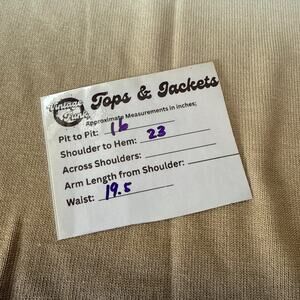 Vintage Funk
Tops & Jackets
Approximate Measurements in inches;
Pit to Pit: 16
Shoulder to Hem: 23
Across Shoulders:
Arm Length from Shoulder:
Waist: 19.5